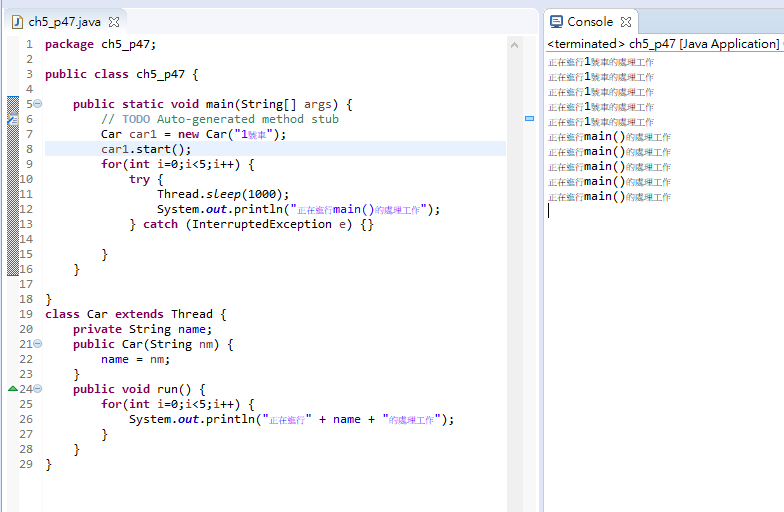 ch5_p47.java
1 package ch5_p47;
2
3 public class ch5_p47 {
4
5 public static void main(String[] args) {
6 // TODO Auto-generated method stub
7 Car car1 = new Car("1號車");
8 car1.start();
9 for(int i=0;i<5;i++) {
10 try {
11 Thread.sleep(1000);
12 System.out.println("正在進行main()的處理工作");
13 } catch (InterruptedException e) {}
14
15 }
16 }
17
18 }
19 class Car extends Thread {
20 private String name;
21 public Car(String nm) {
22 name = nm;
23 }
24 public void run() {
25 for(int i=0;i<5;i++) {
26 System.out.println("正在進行" + name + "的處理工作");
27 }
28 }
29 }
Console
<terminated> ch5_p47 [Java Application]
正在進行1號車的處理工作
正在進行1號車的處理工作
正在進行1號車的處理工作
正在進行1號車的處理工作
正在進行1號車的處理工作
正在進行main()的處理工作
正在進行main()的處理工作
正在進行main()的處理工作
正在進行main()的處理工作
正在進行main()的處理工作